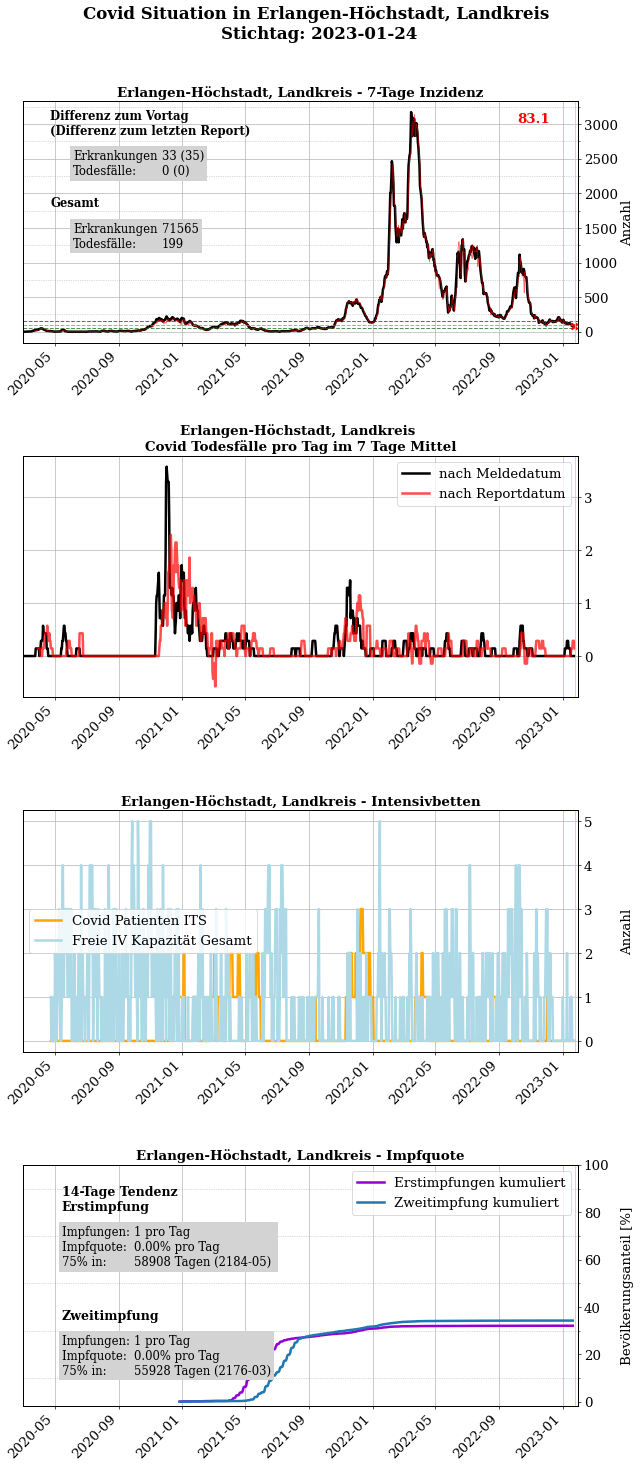 Covid Situation in Erlangen-Höchstadt, Landkreis
Stichtag: 2023-01-24
Erlangen-Höchstadt, Landkreis - 7-Tage Inzidenz
Differenz zum Vortag
(Differenz zum letzten Report)
Erkrankungen 33 (35)
Todesfälle: 0 (0)
Gesamt
Erkrankungen 71565
Todesfälle: 199
83.1
3000
2500
2000
1500
1000
500
0
Anzahl
2020-05 2020-09 2021-01 2021-05 2021-09 2022-01 2022-05 2022-09 2023-01
Erlangen-Höchstadt, Landkreis
Covid Todesfälle pro Tag im 7 Tage Mittel
nach Meldedatum
nach Reportdatum
3
2
1
0
2020-05 2020-09 2021-01 2021-05 2021-09 2022-01 2022-05 2022-09 2023-01
Erlangen-Höchstadt, Landkreis - Intensivbetten
Covid Patienten ITS
Freie IV Kapazität Gesamt
5
4
3
2
1
0
Anzahl
2020-05 2020-09 2021-01 2021-05 2021-09 2022-01 2022-05 2022-09 2023-01
Erlangen-Höchstadt, Landkreis - Impfquote
14-Tage Tendenz
Erstimpfung
Impfungen: 1 pro Tag
Impfquote: 0.00% pro Tag
75% in: 58908 Tagen (2184-05)
Zweitimpfung
Impfungen: 1 pro Tag
Impfquote: 0.00% pro Tag
75% in: 55928 Tagen (2176-03)
Erstimpfungen kumuliert
Zweitimpfung kumuliert
100
80
60
40
20
0
Bevölkerungsanteil [%]
2020-05 2020-09 2021-01 2021-05 2021-09 2022-01 2022-05 2022-09 2023-01